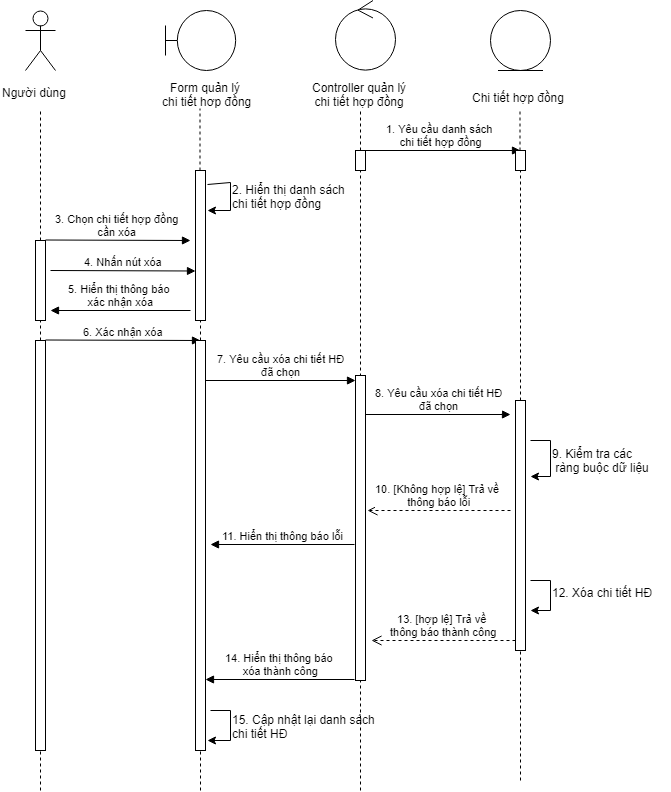 Người dùng
Form quản lý
chi tiết hợp đồng
Controller quản lý
chi tiết hợp đồng
Chi tiết hợp đồng
1. Yêu cầu danh sách
chi tiết hợp đồng
2. Hiển thị danh sách
chi tiết hợp đồng
3. Chọn chi tiết hợp đồng
cần xóa
4. Nhấn nút xóa
5. Hiển thị thông báo
xác nhận xóa
6. Xác nhận xóa
7. Yêu cầu xóa chi tiết HĐ
đã chọn
8. Yêu cầu xóa chi tiết HĐ
đã chọn
9. Kiểm tra các
ràng buộc dữ liệu
10. [Không hợp lệ] Trả về
thông báo lỗi
11. Hiển thị thông báo lỗi
12. Xóa chi tiết HĐ
13. [hợp lệ] Trả về
thông báo thành công
14. Hiển thị thông báo
xóa thành công
15. Cập nhật lại danh sách
chi tiết HĐ